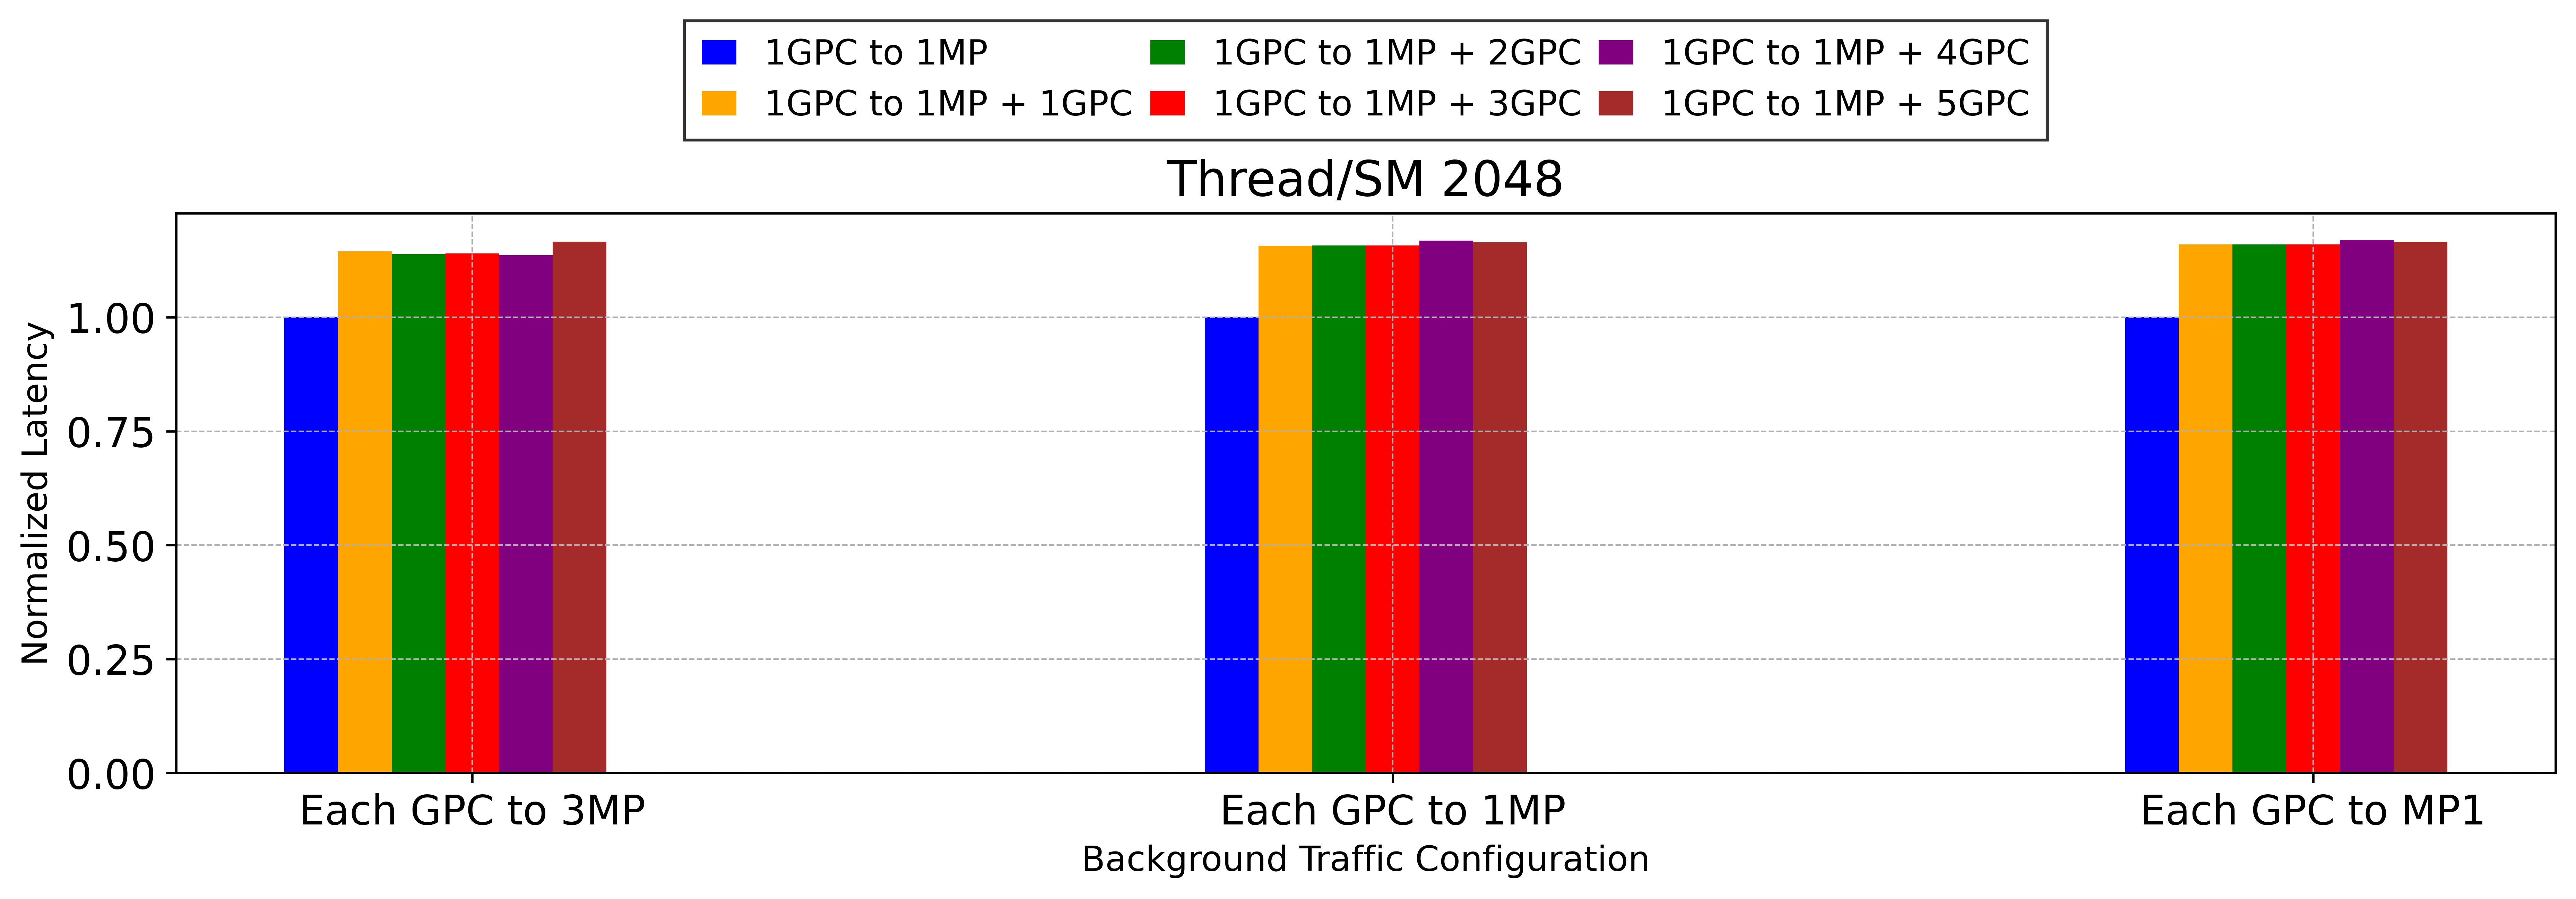 1GPC to 1MP
1GPC to 1MP + 1GPC
1GPC to 1MP + 2GPC
1GPC to 1MP + 3GPC
1GPC to 1MP + 4GPC
1GPC to 1MP + 5GPC
Thread/SM 2048
Normalized Latency
1.00
0.75
0.50
0.25
0.00
Each GPC to 3MP
Each GPC to 1MP
Each GPC to MP1
Background Traffic Configuration